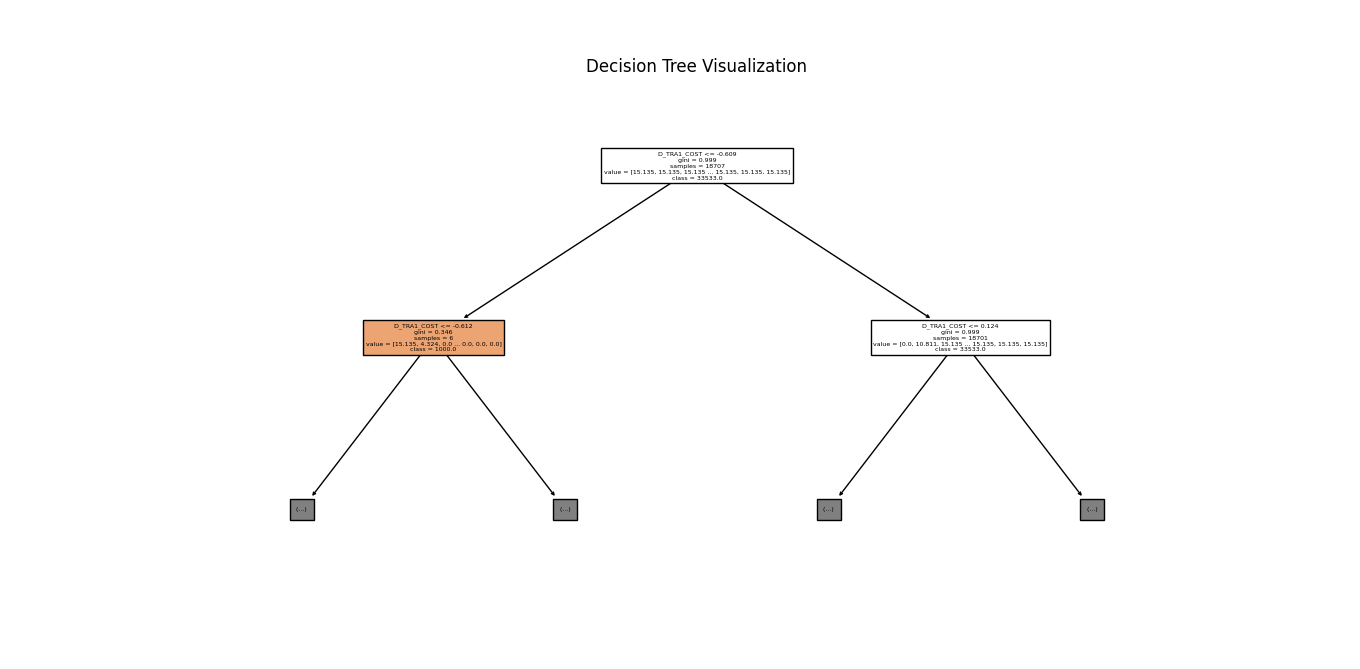 Decision Tree Visualization
D_TRA1_COST <= -0.609
gini = 0.999
samples = 18707
value = [15.135, 15.135, 15.135 ... 15.135, 15.135, 15.135]
class = 33533.0
D_TRA1_COST <= -0.612
gini = 0.346
samples = 6
value = [15.135, 4.324, 0.0 ... 0.0, 0.0, 0.0]
class = 1000.0
D_TRA1_COST <= 0.124
gini = 0.999
samples = 18701
value = [0.0, 10.811, 15.135 ... 15.135, 15.135, 15.135]
class = 33533.0
(...)
(...)
(...)
(...)